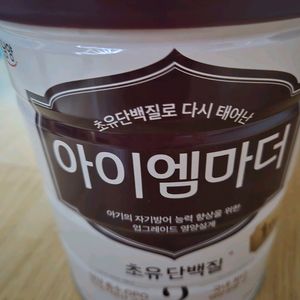 초유단백질로 다시 태어난
아이엠마더
아기의 자기방어 능력 향상을 위한
업그레이드 영양설계
초유단백질